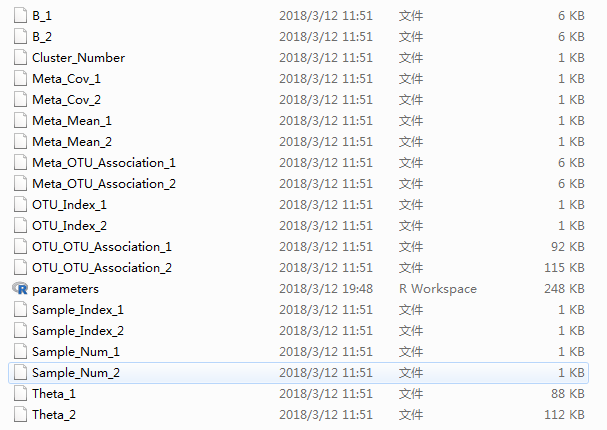 B_1 2018/3/12 11:51 文件 6 KB
B_2 2018/3/12 11:51 文件 6 KB
Cluster_Number 2018/3/12 11:51 文件 1 KB
Meta_Cov_1 2018/3/12 11:51 文件 1 KB
Meta_Cov_2 2018/3/12 11:51 文件 1 KB
Meta_Mean_1 2018/3/12 11:51 文件 1 KB
Meta_Mean_2 2018/3/12 11:51 文件 1 KB
Meta_OTU_Association_1 2018/3/12 11:51 文件 6 KB
Meta_OTU_Association_2 2018/3/12 11:51 文件 6 KB
OTU_Index_1 2018/3/12 11:51 文件 1 KB
OTU_Index_2 2018/3/12 11:51 文件 1 KB
OTU_OTU_Association_1 2018/3/12 11:51 文件 92 KB
OTU_OTU_Association_2 2018/3/12 11:51 文件 115 KB
parameters 2018/3/12 19:48 R Workspace 248 KB
Sample_Index_1 2018/3/12 11:51 文件 1 KB
Sample_Index_2 2018/3/12 11:51 文件 1 KB
Sample_Num_1 2018/3/12 11:51 文件 1 KB
Sample_Num_2 2018/3/12 11:51 文件 1 KB
Theta_1 2018/3/12 11:51 文件 88 KB
Theta_2 2018/3/12 11:51 文件 112 KB